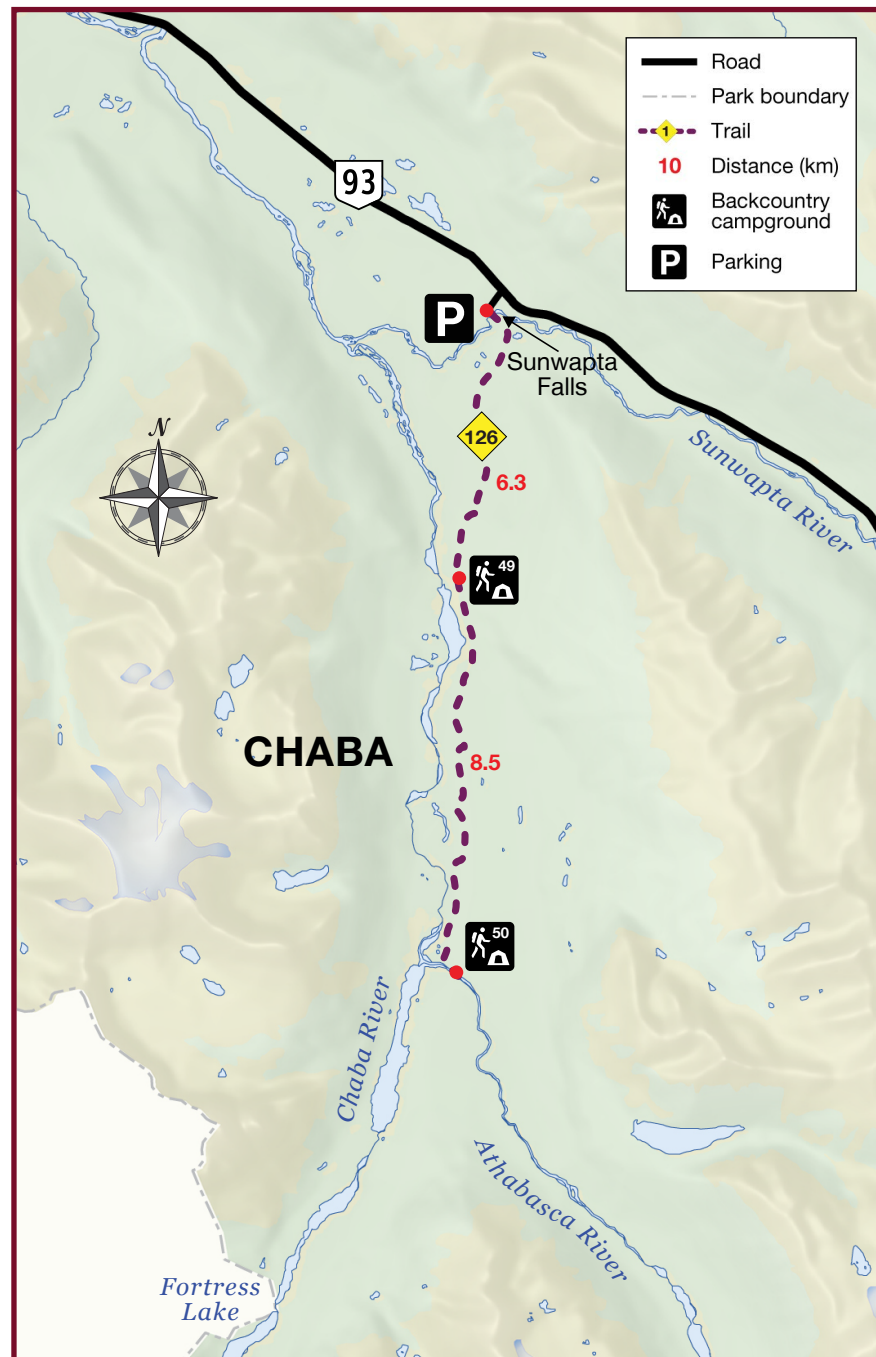 Road
Park boundary
1
Trail
10
Distance (km)
Backcountry
campground
P
Parking
93
P
Sunwapta
Falls
126
N
Sunwapta River
6.3
49
CHABA
8.5
50
Chaba River
Athabasca River
Fortress
Lake